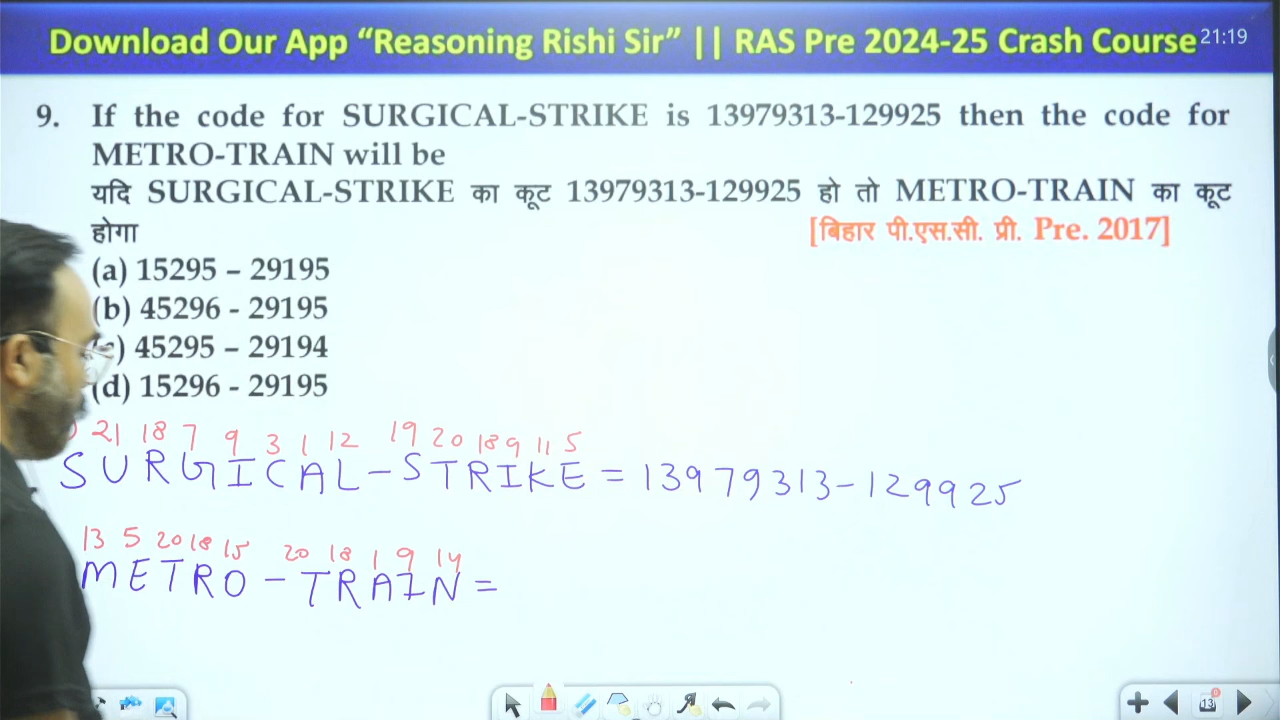 Download Our App “Reasoning Rishi Sir” || RAS Pre 2024-25 Crash Course 21:19
9. If the code for SURGICAL-STRIKE is 13979313-129925 then the code for
METRO-TRAIN will be
यदि SURGICAL-STRIKE का कूट 13979313-129925 हो तो METRO-TRAIN का कूट
होगा [बिहार पी.एस.सी. प्री. Pre. 2017]
(a) 15295 – 29195
(b) 45296 - 29195
c) 45295 – 29194
(d) 15296 - 29195
21 18 7 9 3 1 12 19 20 18 9 11 5
SURGICAL-STRIKE = 13979313-129925
13 5 20 18 15 20 18 1 9 14
METRO - TRAIN =
13